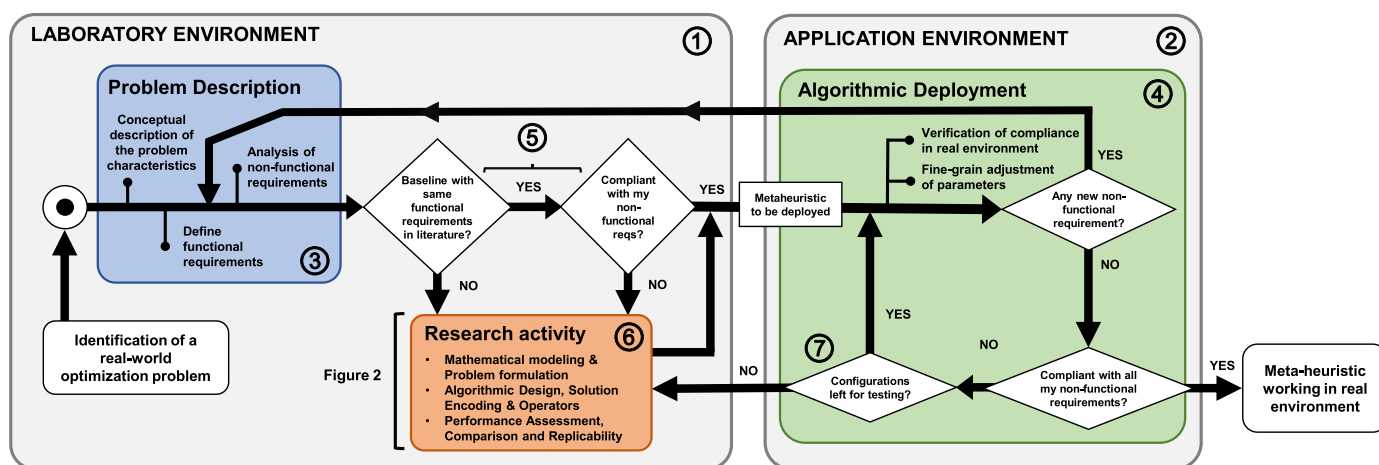 LABORATORY ENVIRONMENT
1
Problem Description
Conceptual
description of
the problem
characteristics
Analysis of
non-functional
requirements
Define
functional
requirements
3
Identification of a
real-world
optimization problem
Baseline with
same
functional
requirements
in literature?
5
YES
Compliant
with my
non-
functional
reqs?
YES
NO
NO
Figure 2
Research activity
6
• Mathematical modeling &
Problem formulation
• Algorithmic Design, Solution
Encoding & Operators
• Performance Assessment,
Comparison and Replicability
APPLICATION ENVIRONMENT
2
Algorithmic Deployment
4
Verification of compliance
in real environment
Fine-grain adjustment
of parameters
Metaheuristic
to be deployed
YES
Any new non-
functional
requirement?
NO
YES
7
NO
NO
Configurations
left for testing?
Compliant with all
my non-functional
requirements?
YES
Meta-heuristic
working in real
environment